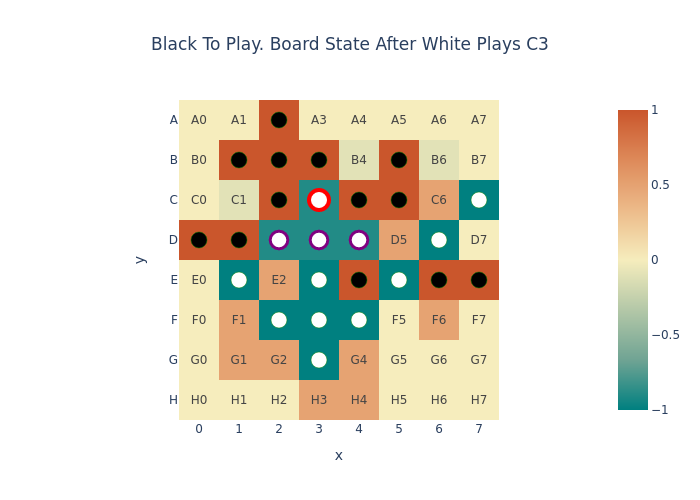 Black To Play. Board State After White Plays C3
A A0 A1 A3 A4 A5 A6 A7 1
B B0 B4 B6 B7
C C0 C1 C6 0.5
D D5 D7 0
y
E E0 E2
F F0 F1 F5 F6 F7 −0.5
G G0 G1 G2 G4 G5 G6 G7
H H0 H1 H2 H3 H4 H5 H6 H7 −1
0 1 2 3 4 5 6 7
x